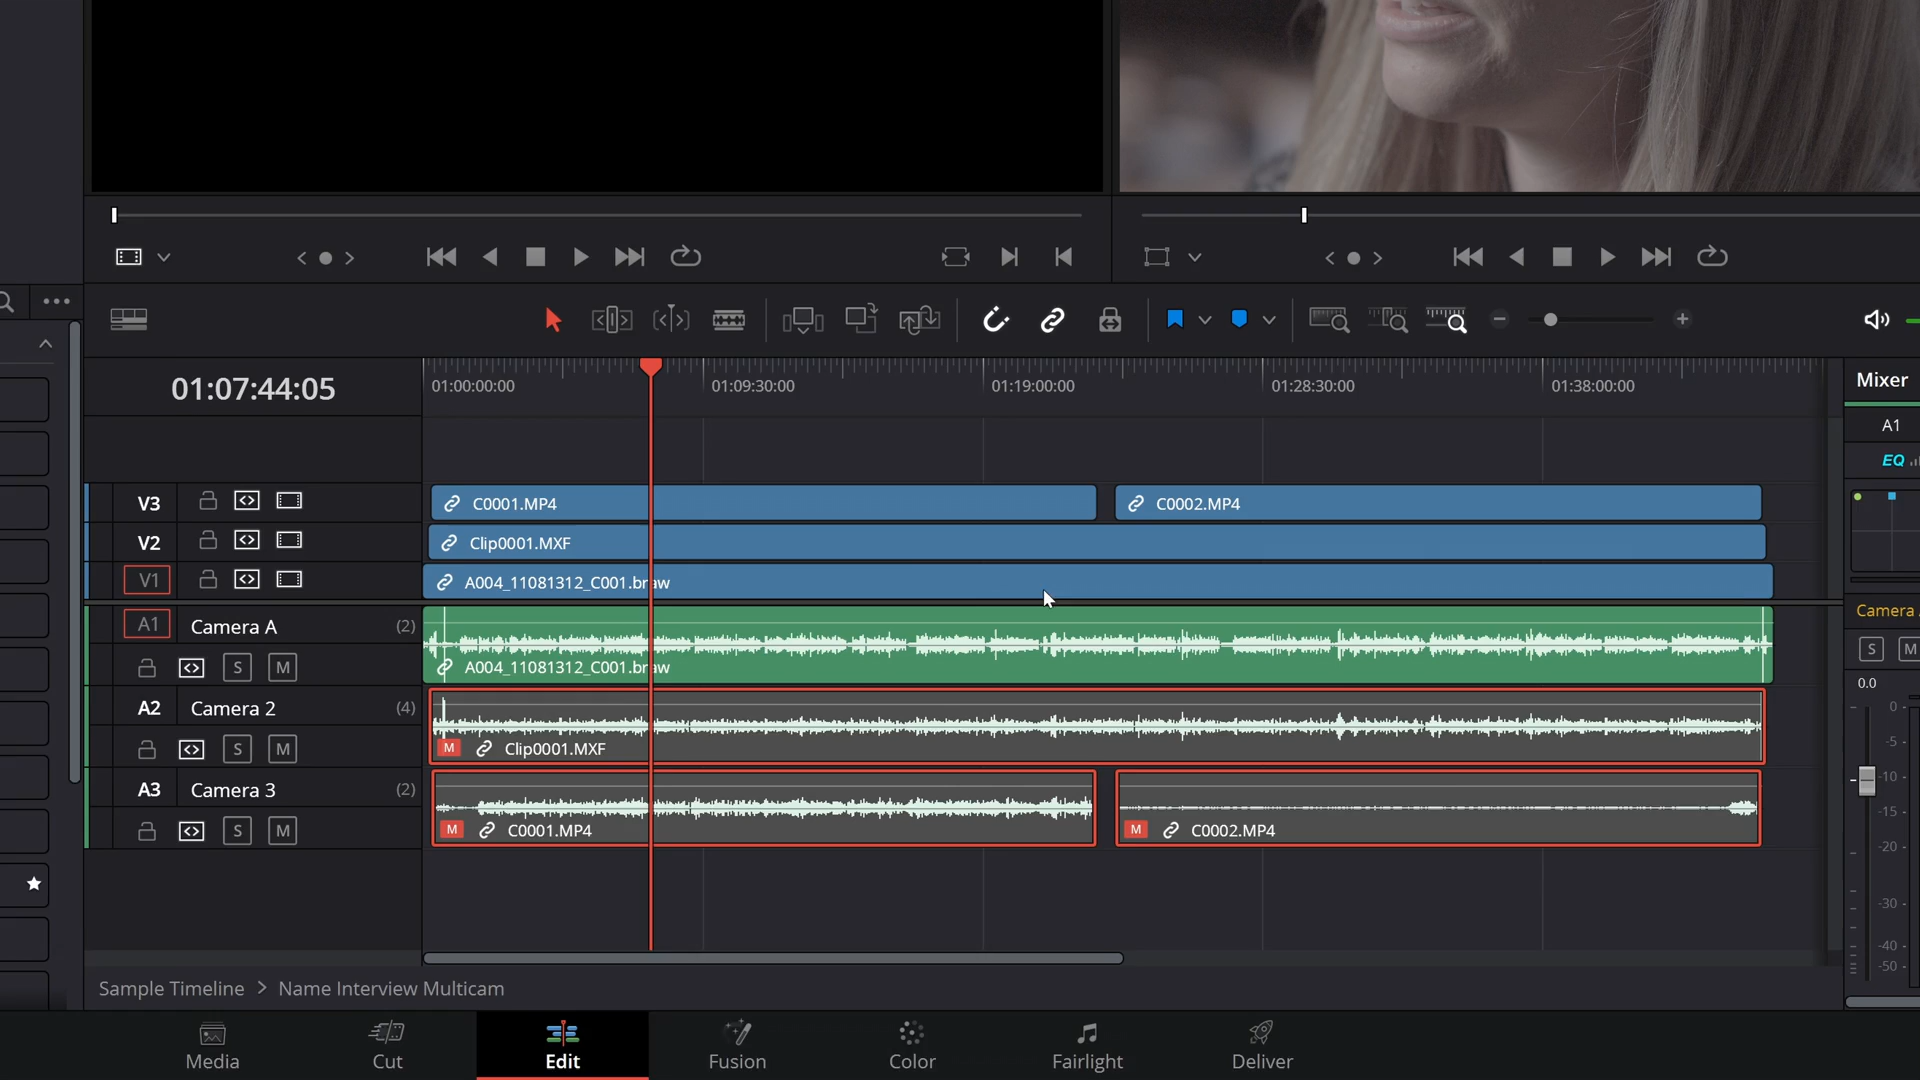 01:07:44:05
01:00:00:00
01:09:30:00
01:19:00:00
01:28:30:00
01:38:00:00
Mixer
A1
EQ
V3
C0001.MP4
C0002.MP4
V2
Clip0001.MXF
V1
A004_11081312_C001.braw
A1
Camera A
(2)
S
M
A004_11081312_C001.braw
A2
Camera 2
(4)
S
M
M
Clip0001.MXF
A3
Camera 3
(2)
S
M
M
C0001.MP4
M
C0002.MP4
Camera
S
M
0.0
0
-5
-10
-15
-20
-30
-40
-50
Sample Timeline > Name Interview Multicam
Media
Cut
Edit
Fusion
Color
Fairlight
Deliver